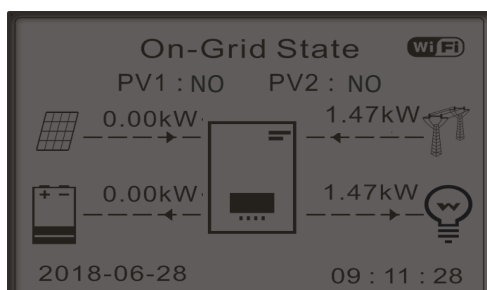 On-Grid State WiFi
PV1 : NO PV2 : NO
0.00kW 1.47kW
+ -
0.00kW 1.47kW
2018-06-28 09 : 11 : 28